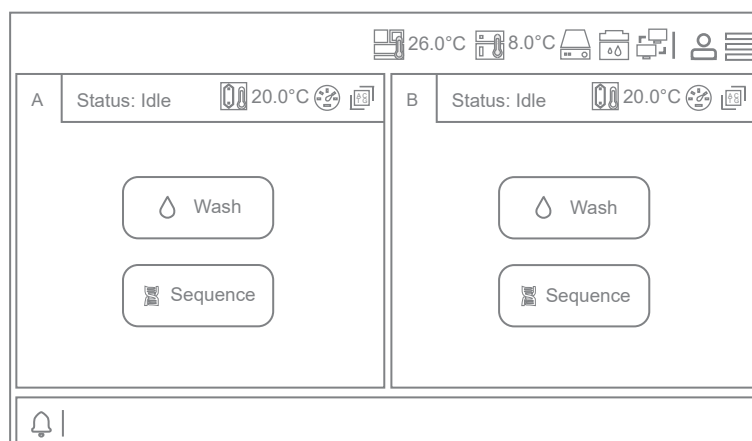 26.0°C 8.0°C
A Status: Idle 20.0°C B Status: Idle 20.0°C
Wash Wash
Sequence Sequence